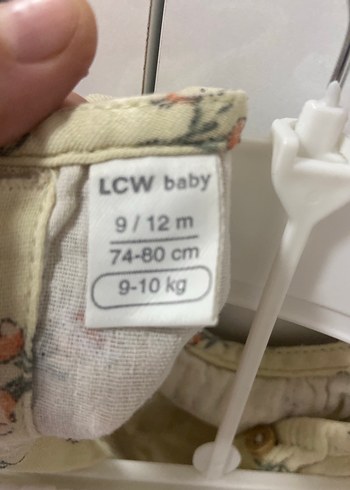 LCW baby
9 / 12 m
74-80 cm
9-10 kg